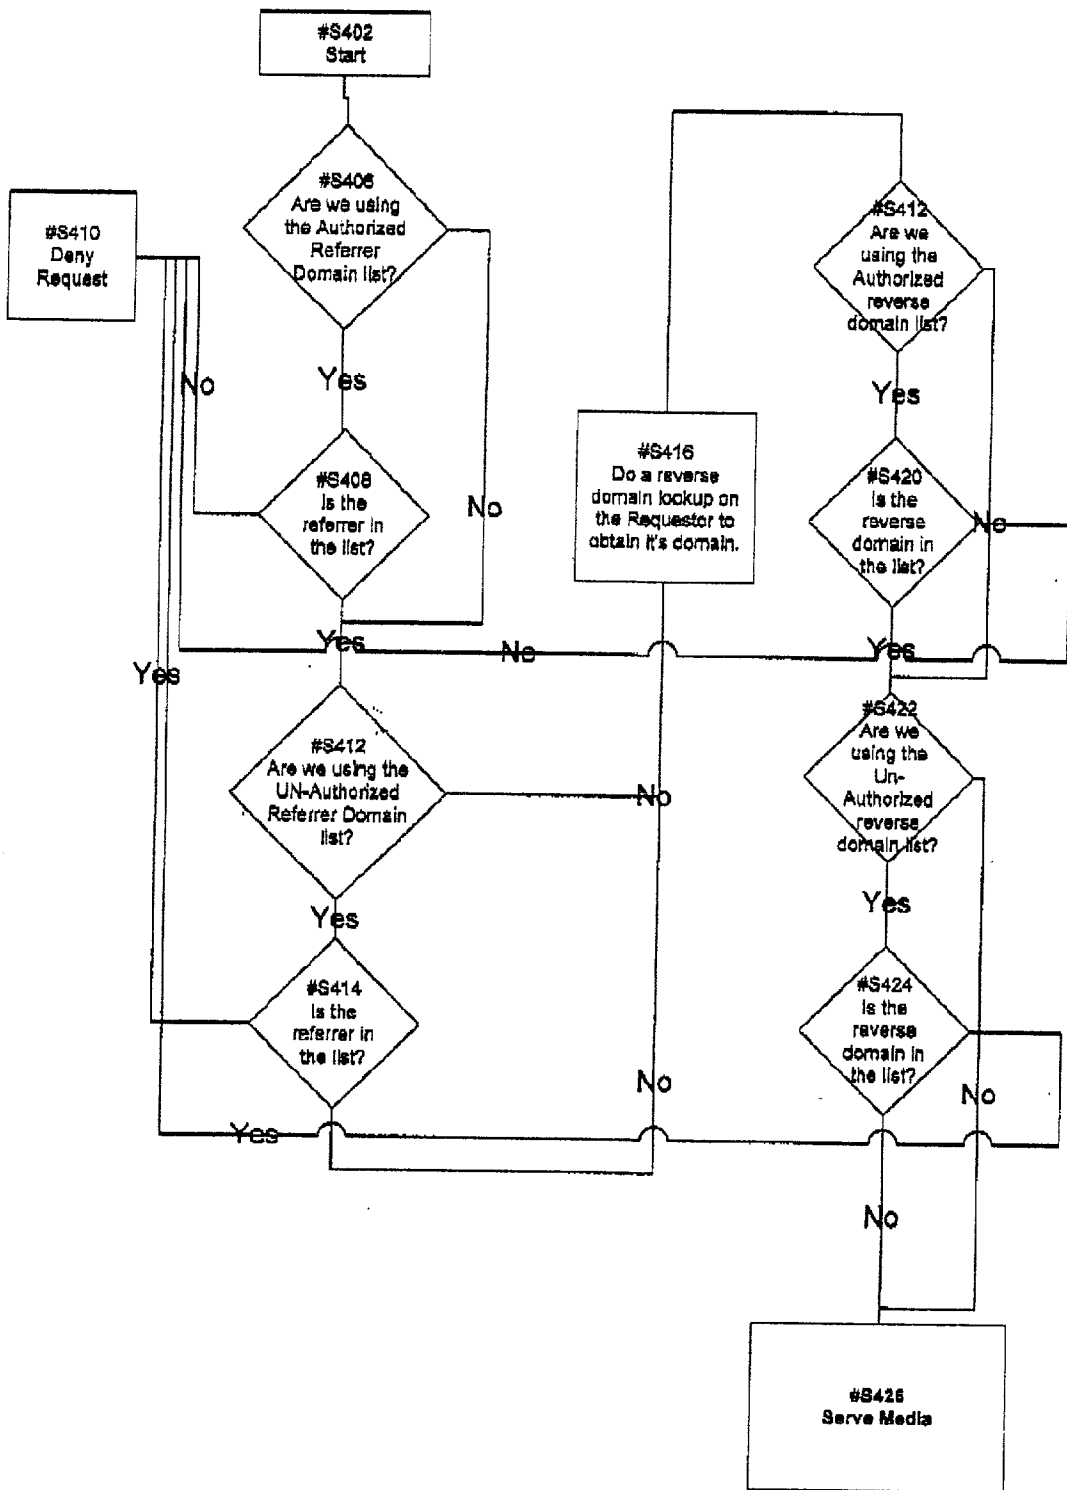 #S402
Start
#S406
Are we using
the Authorized
Referrer
Domain list?
#S410
Deny
Request
No
Yes
#S408
Is the
referrer in
the list?
No
Yes
Yes
#S412
Are we using the
UN-Authorized
Referrer Domain
list?
No
Yes
#S414
Is the
referrer in
the list?
No
Yes
#S416
Do a reverse
domain lookup on
the Requestor to
obtain it's domain.
No
#S412
Are we
using the
Authorized
reverse
domain list?
Yes
#S420
Is the
reverse
domain in
the list?
No
Yes
#S422
Are we
using the
Un-
Authorized
reverse
domain list?
Yes
#S424
Is the
reverse
domain in
the list?
No
No
#S426
Serve Media